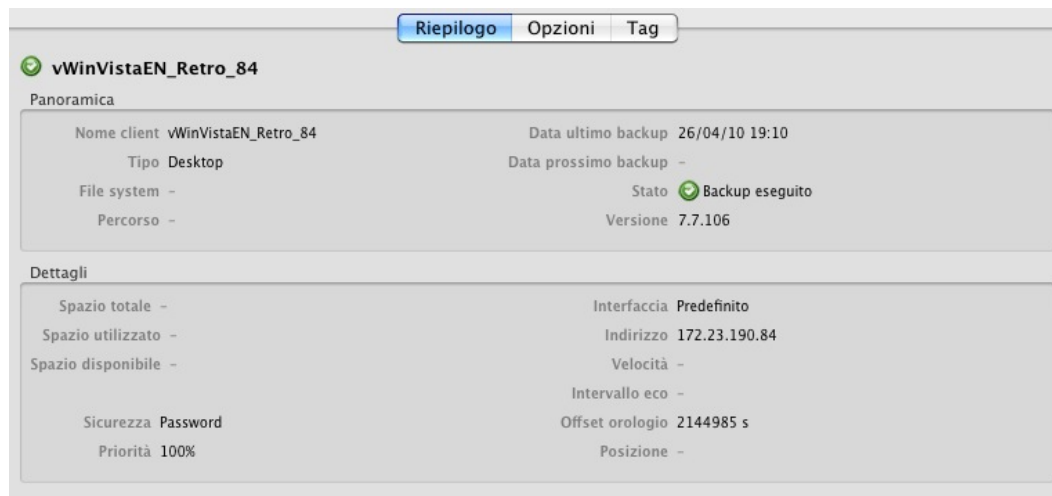 Riepilogo Opzioni Tag
vWinVistaEN_Retro_84
Panoramica
Nome client vWinVistaEN_Retro_84 Data ultimo backup 26/04/10 19:10
Tipo Desktop Data prossimo backup -
File system - Stato Backup eseguito
Percorso - Versione 7.7.106
Dettagli
Spazio totale - Interfaccia Predefinito
Spazio utilizzato - Indirizzo 172.23.190.84
Spazio disponibile - Velocità -
Intervallo eco -
Sicurezza Password Offset orologio 2144985 s
Priorità 100% Posizione -